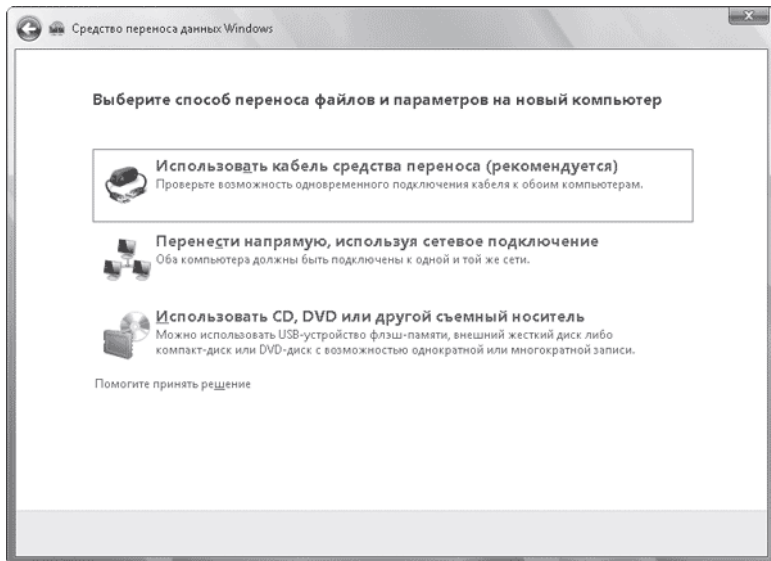 Средство переноса данных Windows
Выберите способ переноса файлов и параметров на новый компьютер
Использовать кабель средства переноса (рекомендуется)
Проверьте возможность одновременного подключения кабеля к обоим компьютерам.
Перенести напрямую, используя сетевое подключение
Оба компьютера должны быть подключены к одной и той же сети.
Использовать CD, DVD или другой съемный носитель
Можно использовать USB-устройство флэш-памяти, внешний жесткий диск либо
компакт-диск или DVD-диск с возможностью однократной или многократной записи.
Помогите принять решение